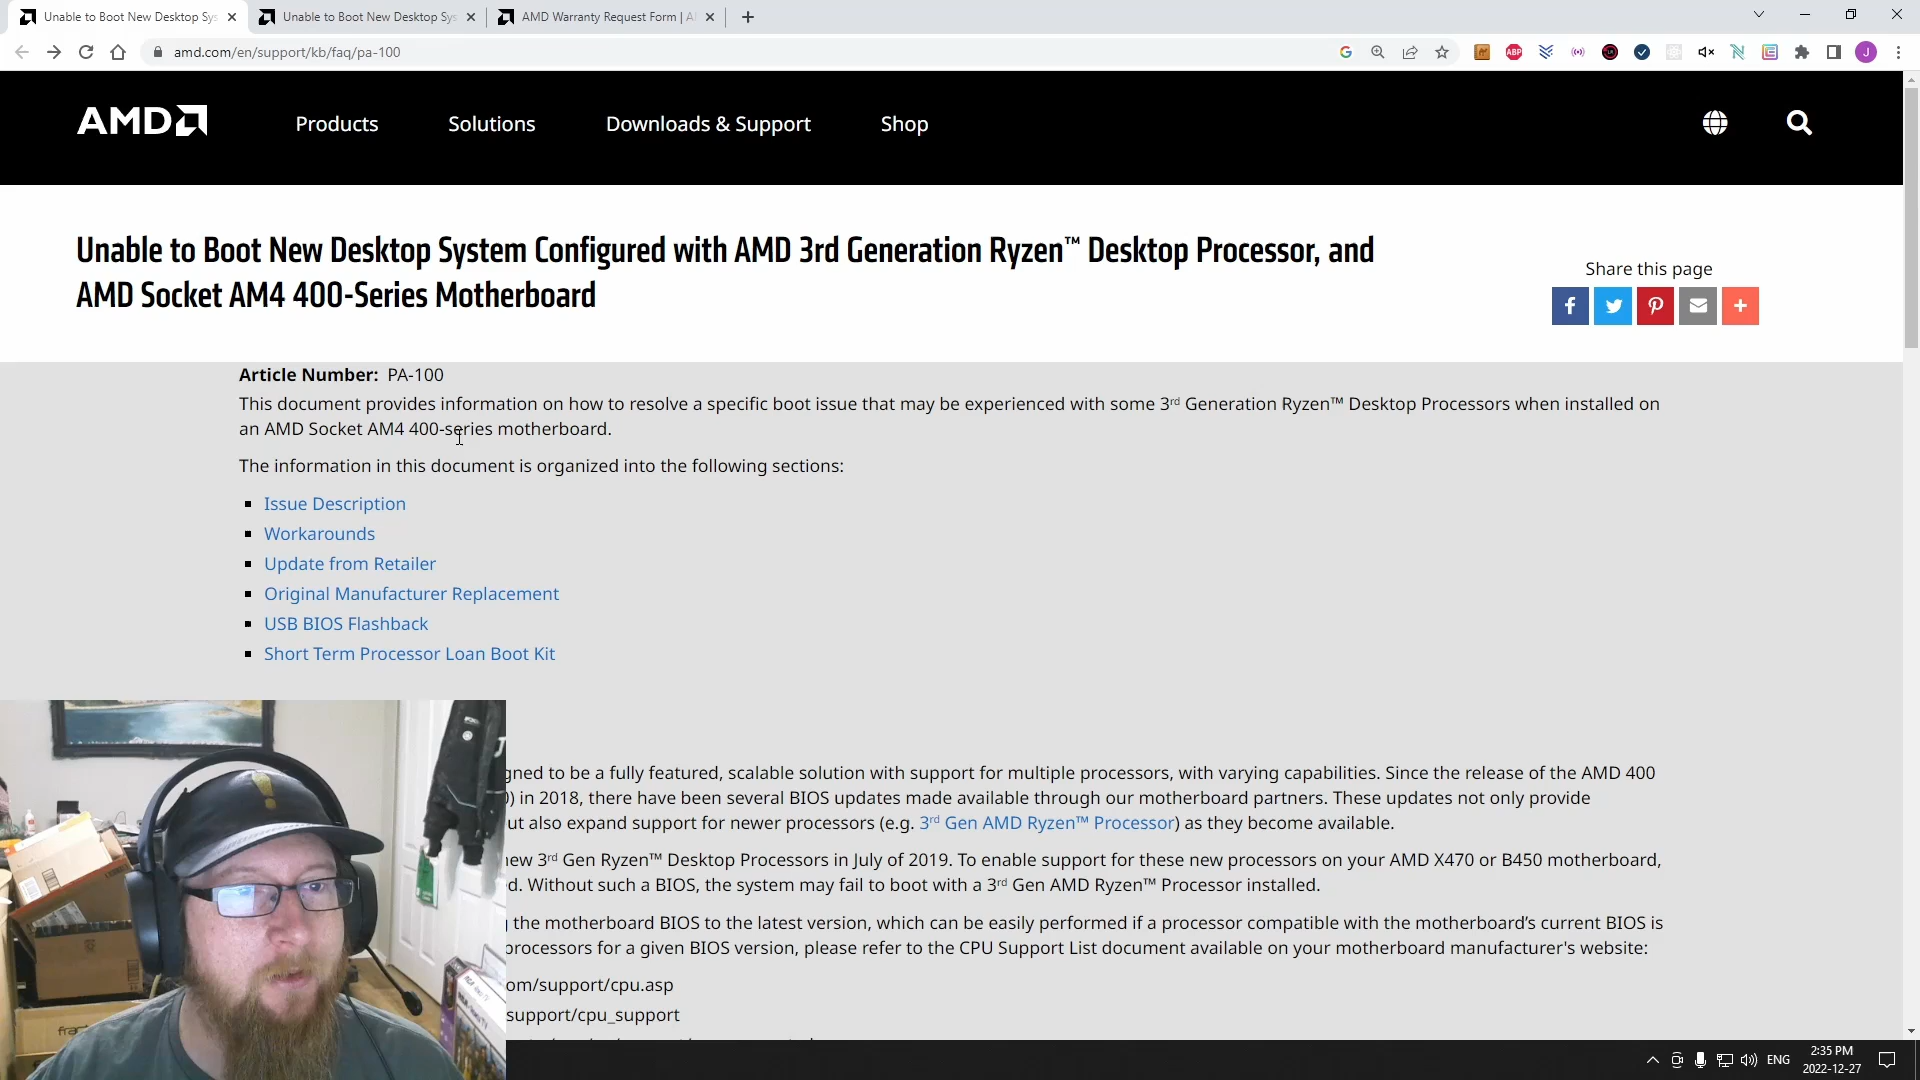 Unable to Boot New Desktop Sys
Unable to Boot New Desktop Sys
AMD Warranty Request Form | A
amd.com/en/support/kb/faq/pa-100
ABP
J
AMD
Products
Solutions
Downloads & Support
Shop
Unable to Boot New Desktop System Configured with AMD 3rd Generation Ryzen™ Desktop Processor, and
AMD Socket AM4 400-Series Motherboard
Share this page
Article Number: PA-100
This document provides information on how to resolve a specific boot issue that may be experienced with some 3rd Generation Ryzen™ Desktop Processors when installed on
an AMD Socket AM4 400-series motherboard.
The information in this document is organized into the following sections:
Issue Description
Workarounds
Update from Retailer
Original Manufacturer Replacement
USB BIOS Flashback
Short Term Processor Loan Boot Kit
gned to be a fully featured, scalable solution with support for multiple processors, with varying capabilities. Since the release of the AMD 400
0) in 2018, there have been several BIOS updates made available through our motherboard partners. These updates not only provide
ut also expand support for newer processors (e.g. 3rd Gen AMD Ryzen™ Processor) as they become available.
new 3rd Gen Ryzen™ Desktop Processors in July of 2019. To enable support for these new processors on your AMD X470 or B450 motherboard,
d. Without such a BIOS, the system may fail to boot with a 3rd Gen AMD Ryzen™ Processor installed.
g the motherboard BIOS to the latest version, which can be easily performed if a processor compatible with the motherboard's current BIOS is
processors for a given BIOS version, please refer to the CPU Support List document available on your motherboard manufacturer's website:
om/support/cpu.asp
support/cpu_support
ENG
2:35 PM
2022-12-27